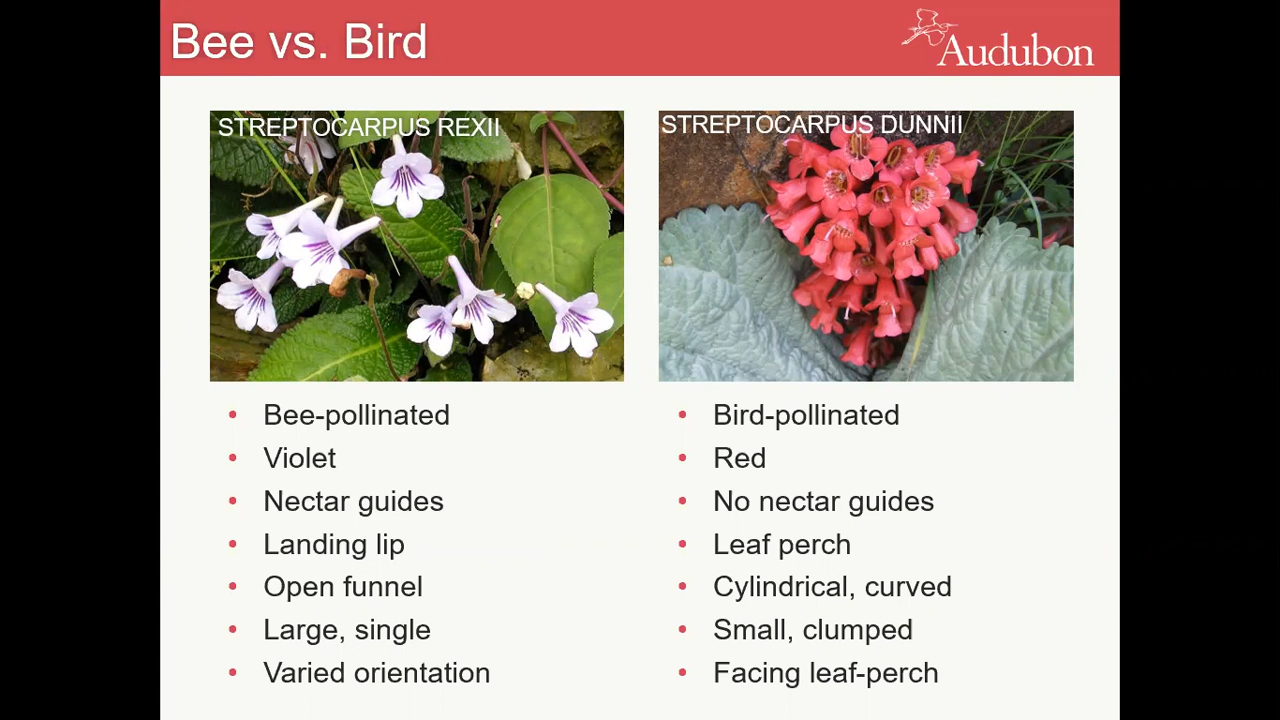 Bee vs. Bird
Audubon
STREPTOCARPUS REXII
STREPTOCARPUS DUNNII
• Bee-pollinated
• Violet
• Nectar guides
• Landing lip
• Open funnel
• Large, single
• Varied orientation
• Bird-pollinated
• Red
• No nectar guides
• Leaf perch
• Cylindrical, curved
• Small, clumped
• Facing leaf-perch